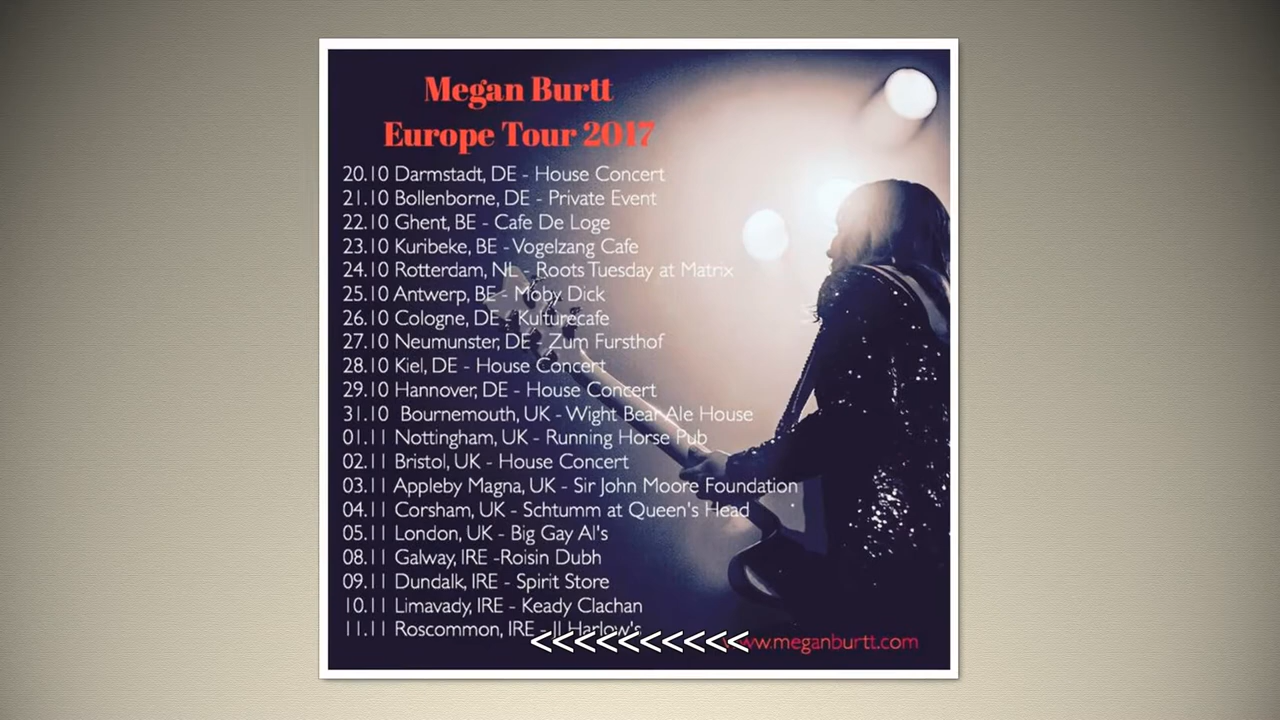 Megan Burtt
Europe Tour 2017
20.10 Darmstadt, DE - House Concert
21.10 Bollenborne, DE - Private Event
22.10 Ghent, BE - Cafe De Loge
23.10 Kuribeke, BE - Vogelzang Cafe
24.10 Rotterdam, NL - Roots Tuesday at Matrix
25.10 Antwerp, BE - Moby Dick
26.10 Cologne, DE - Kulturecafe
27.10 Neumunster, DE - Zum Fursthof
28.10 Kiel, DE - House Concert
29.10 Hannover, DE - House Concert
31.10 Bournemouth, UK - Wight Bear Ale House
01.11 Nottingham, UK - Running Horse Pub
02.11 Bristol, UK - House Concert
03.11 Appleby Magna, UK - Sir John Moore Foundation
04.11 Corsham, UK - Schtumm at Queen's Head
05.11 London, UK - Big Gay Al's
08.11 Galway, IRE -Roisin Dubh
09.11 Dundalk, IRE - Spirit Store
10.11 Limavady, IRE - Keady Clachan
11.11 Roscommon, IRE - JJ Harlow's
<<<<<<<<<<
www.meganburtt.com